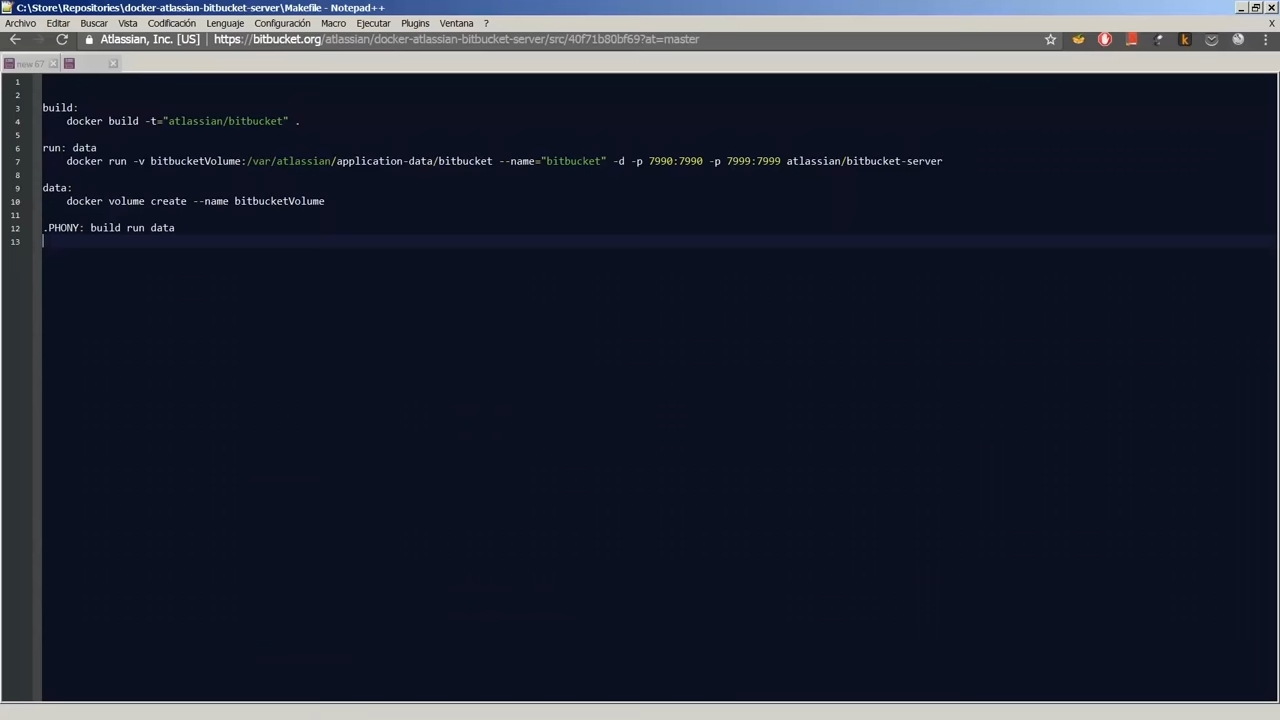 C:\Store\Repositories\docker-atlassian-bitbucket-server\Makefile - Notepad++
Archivo Editar Buscar Vista Codificación Lenguaje Configuración Macro Ejecutar Plugins Ventana ? X
Atlassian, Inc. [US] https://bitbucket.org/atlassian/docker-atlassian-bitbucket-server/src/40f71b80bf69?at=master
new 67
1
2
3 build:
4 docker build -t="atlassian/bitbucket" .
5
6 run: data
7 docker run -v bitbucketVolume:/var/atlassian/application-data/bitbucket --name="bitbucket" -d -p 7990:7990 -p 7999:7999 atlassian/bitbucket-server
8
9 data:
10 docker volume create --name bitbucketVolume
11
12 .PHONY: build run data
13